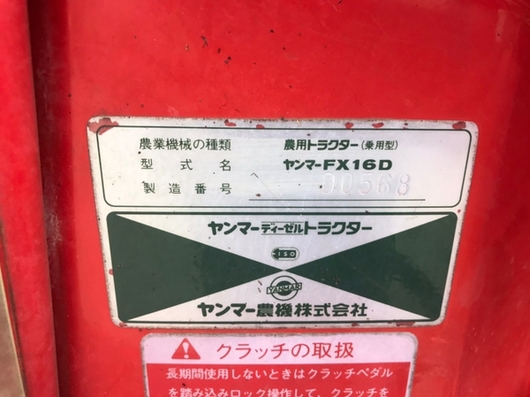 農業機械の種類 農用トラクター(乗用型)
型式名 ヤンマーFX16D
製造番号 00568
ヤンマーディーゼルトラクター
ISO
YANMAR
ヤンマー農機株式会社
クラッチの取扱
長期間使用しないときはクラッチペダル
を踏み込みロック操作して、クラッチを